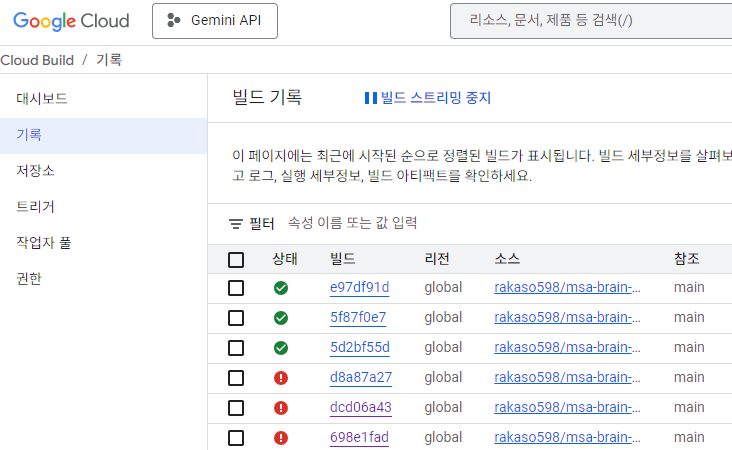 Google Cloud
Gemini API
리소스, 문서, 제품 등 검색(/)
Cloud Build / 기록
대시보드
기록
저장소
트리거
작업자 풀
권한
빌드 기록
빌드 스트리밍 중지
이 페이지에는 최근에 시작된 순으로 정렬된 빌드가 표시됩니다. 빌드 세부정보를 살펴보
고 로그, 실행 세부정보, 빌드 아티팩트를 확인하세요.
필터 속성 이름 또는 값 입력
상태 빌드 리전 소스 참조
e97df91d global rakaso598/msa-brain-... main
5f87f0e7 global rakaso598/msa-brain-... main
5d2bf55d global rakaso598/msa-brain-... main
d8a87a27 global rakaso598/msa-brain-... main
dcd06a43 global rakaso598/msa-brain-... main
698e1fad global rakaso598/msa-brain-... main